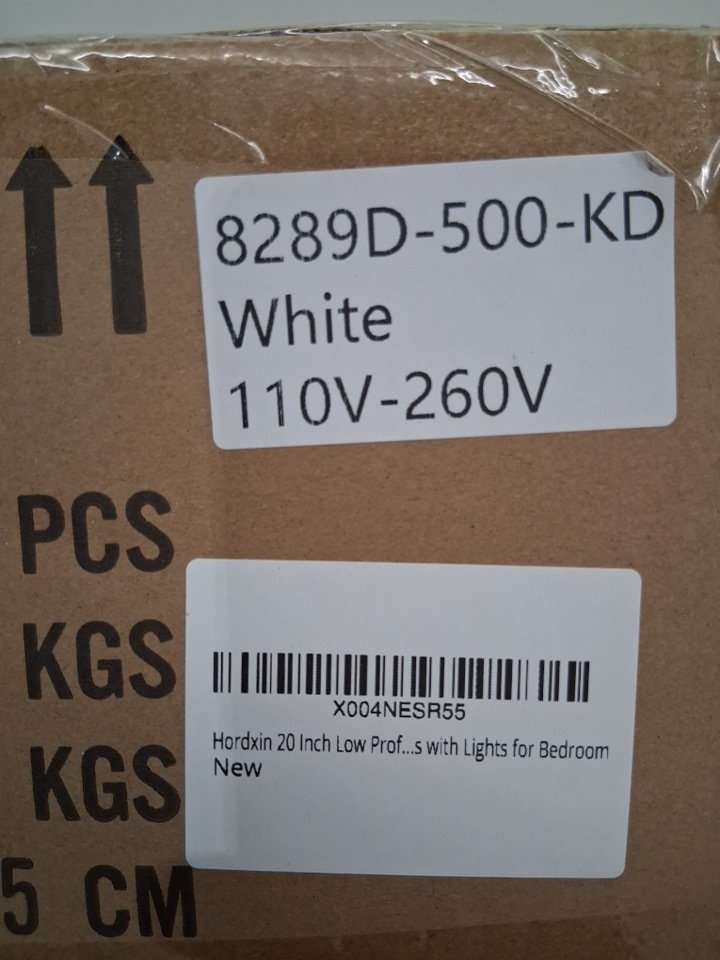 8289D-500-KD
White
110V-260V
PCS
KGS
KGS
5 CM
X004NESR55
Hordxin 20 Inch Low Prof...s with Lights for Bedroom
New